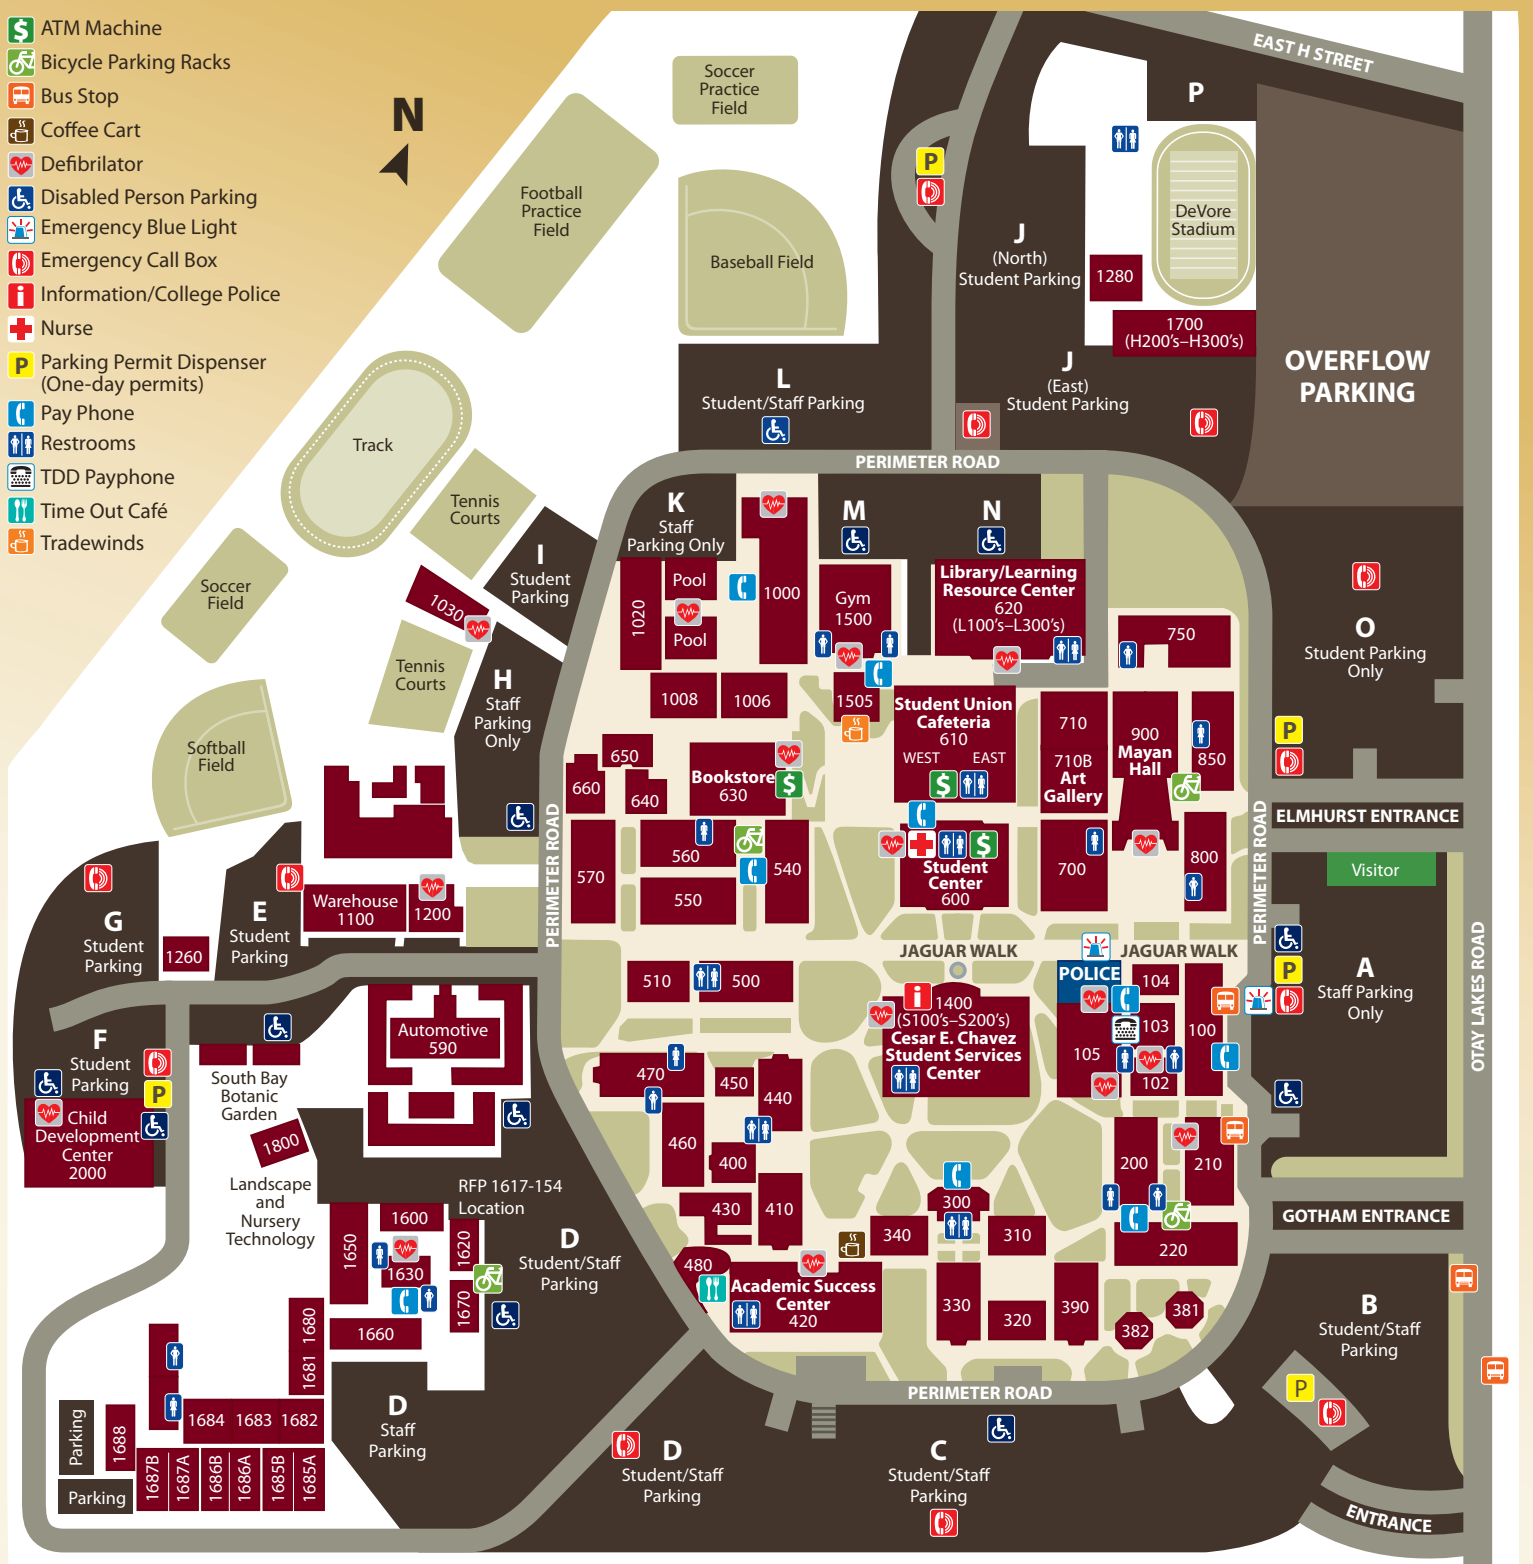 $ ATM Machine
Bicycle Parking Racks
Bus Stop
Coffee Cart
Defibrilator
Disabled Person Parking
Emergency Blue Light
Emergency Call Box
i Information/College Police
Nurse
P Parking Permit Dispenser
(One-day permits)
Pay Phone
Restrooms
TDD Payphone
Time Out Café
Tradewinds
N
EAST H STREET
Soccer
Practice
Field
Football
Practice
Field
Baseball Field
P
P
DeVore
Stadium
J
(North)
Student Parking
1280
1700
(H200's–H300's)
OVERFLOW
PARKING
J
(East)
Student Parking
L
Student/Staff Parking
Track
Tennis
Courts
Soccer
Field
PERIMETER ROAD
K
Staff
Parking Only
M
N
I
Student
Parking
1030
Tennis
Courts
H
Staff
Parking
Only
Softball
Field
1020
Pool
Pool
1000
Gym
1500
Library/Learning
Resource Center
620
(L100's–L300's)
750
O
Student Parking
Only
P
1008
1006
1505
Student Union
Cafeteria
610
WEST
EAST
$
710
710B
Art
Gallery
900
Mayan
Hall
850
650
660
640
Bookstore
630
$
ELMHURST ENTRANCE
PERIMETER ROAD
PERIMETER ROAD
570
560
550
540
$
Student
Center
600
700
800
Visitor
Warehouse
1100
1200
G
Student
Parking
E
Student
Parking
1260
JAGUAR WALK
JAGUAR WALK
510
500
POLICE
104
103
102
105
100
P
A
Staff Parking
Only
OTAY LAKES ROAD
i
1400
(S100's–S200's)
Cesar E. Chavez
Student Services
Center
Automotive
590
F
Student
Parking
P
Child
Development
Center
2000
South Bay
Botanic
Garden
1800
Landscape
and
Nursery
Technology
470
450
440
460
400
430
410
200
210
300
340
310
220
GOTHAM ENTRANCE
RFP 1617-154
Location
D
Student/Staff
Parking
1600
1650
1620
1630
1670
1660
1680
1681
480
Academic Success
Center
420
330
320
390
381
382
B
Student/Staff
Parking
P
PERIMETER ROAD
D
Staff
Parking
1684
1683
1682
1688
Parking
Parking
1687B
1687A
1686B
1686A
1685B
1685A
D
Student/Staff
Parking
C
Student/Staff
Parking
ENTRANCE